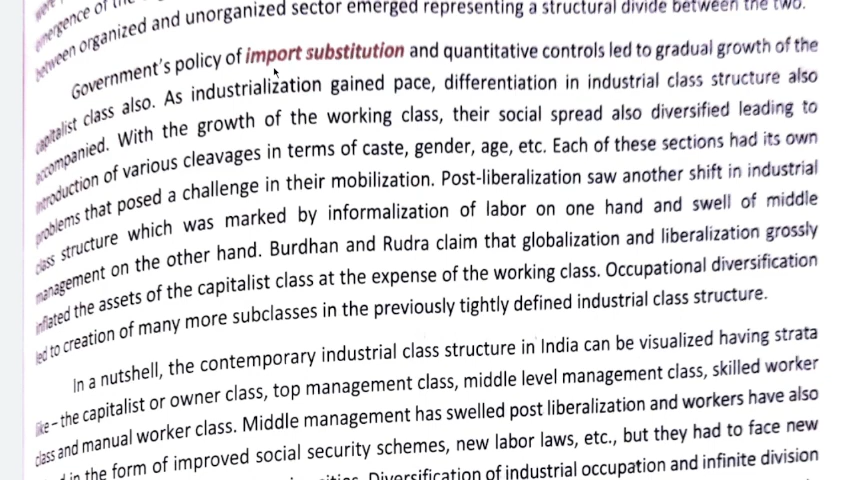 emergence of the
between organized and unorganized sector emerged representing a structural divide between the two.
Government's policy of import substitution and quantitative controls led to gradual growth of the
capitalist class also. As industrialization gained pace, differentiation in industrial class structure also
accompanied. With the growth of the working class, their social spread also diversified leading to
introduction of various cleavages in terms of caste, gender, age, etc. Each of these sections had its own
problems that posed a challenge in their mobilization. Post-liberalization saw another shift in industrial
class structure which was marked by informalization of labor on one hand and swell of middle
management on the other hand. Burdhan and Rudra claim that globalization and liberalization grossly
inflated the assets of the capitalist class at the expense of the working class. Occupational diversification
led to creation of many more subclasses in the previously tightly defined industrial class structure.
In a nutshell, the contemporary industrial class structure in India can be visualized having strata
like – the capitalist or owner class, top management class, middle level management class, skilled worker
class and manual worker class. Middle management has swelled post liberalization and workers have also
in the form of improved social security schemes, new labor laws, etc., but they had to face new
Diversification of industrial occupation and infinite division